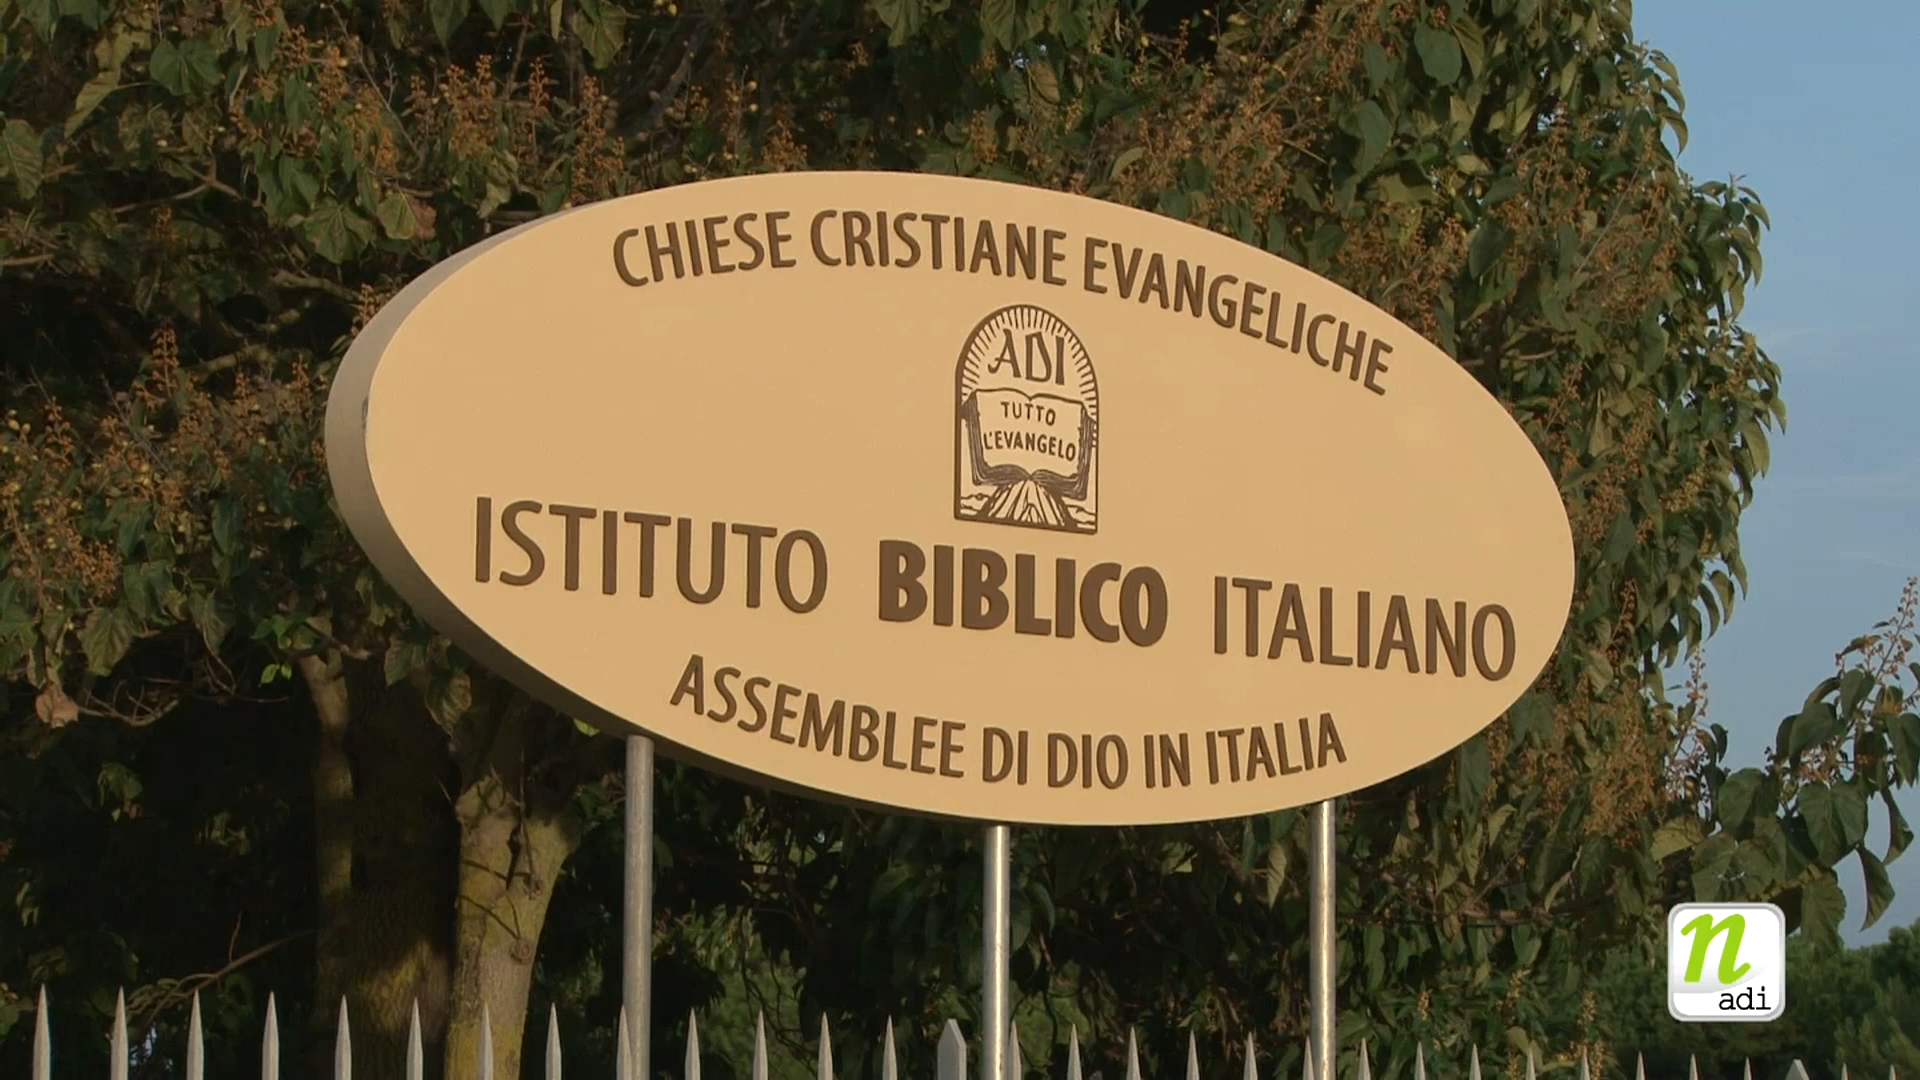 CHIESE CRISTIANE EVANGELICHE
ADI
TUTTO
L'EVANGELO
ISTITUTO BIBLICO ITALIANO
ASSEMBLEE DI DIO IN ITALIA
n
adi